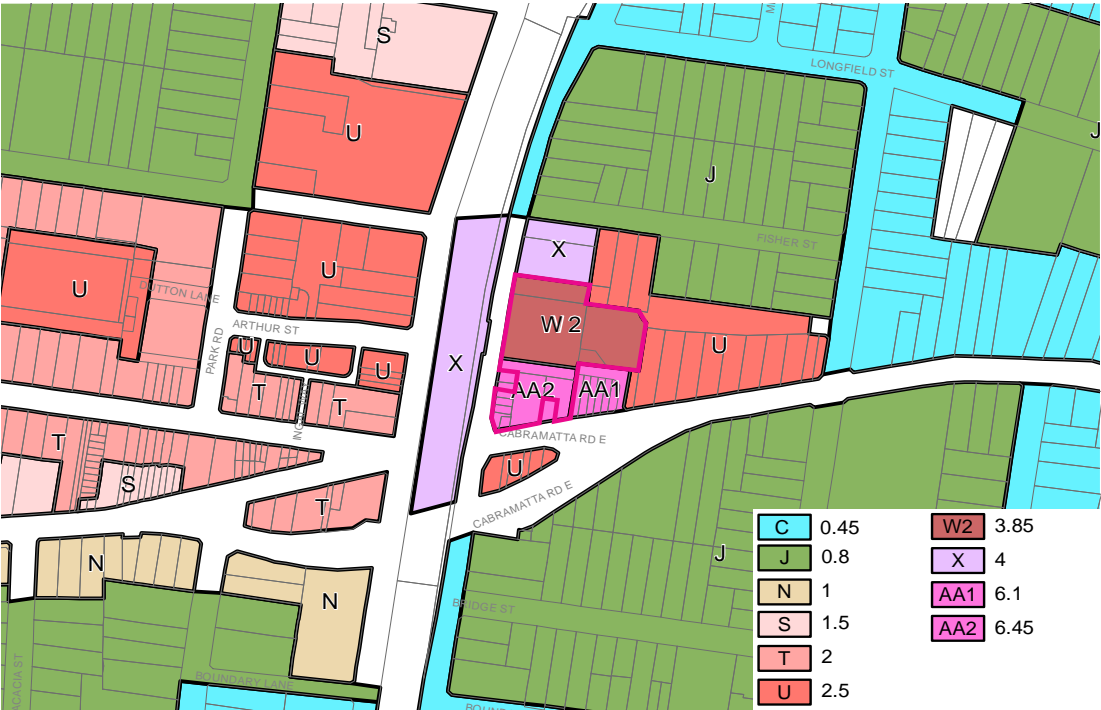 S
LONGFIELD ST
U
J
J
FISHER ST
X
U
U
DUTTON LANE
W 2
ARTHUR ST
PARK RD
U
U
U
U
X
AA2
AA1
T
T
CABRAMATTA RD E
T
U
S
T
CABRAMATTA RD E
N
J
N
BRIDGE ST
ACACIA ST
BOUNDARY LANE
C 0.45
J 0.8
N 1
S 1.5
T 2
U 2.5
W2 3.85
X 4
AA1 6.1
AA2 6.45